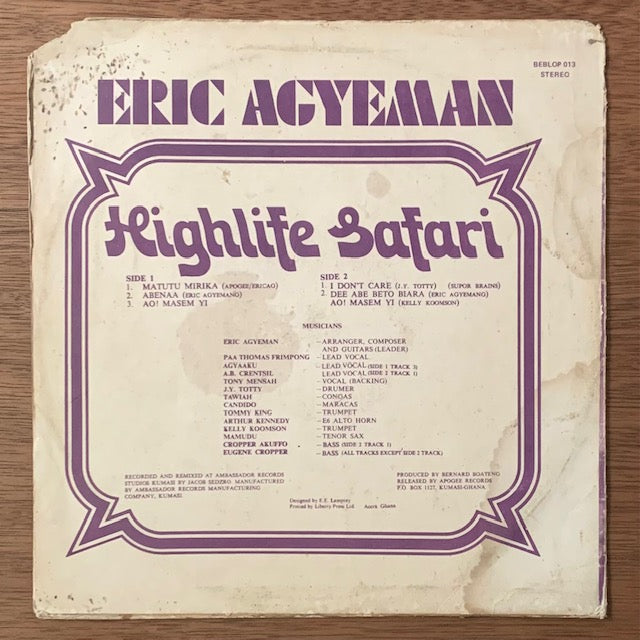 BEBLOP 013
STEREO
ERIC AGYEMAN
Highlife Safari
SIDE 1
1. MATUTU MIRIKA (APOGEE/ERICAO)
2. ABENAA (ERIC AGYEMANG)
3. AO! MASEM YI
SIDE 2
1. I DON'T CARE (J.Y. TOTTY) (SUPOR BRAINS)
2. DEE ABE BETO BIARA (ERIC AGYEMANG)
AO! MASEM YI (KELLY KOOMSON)
MUSICIANS
ERIC AGYEMAN – ARRANGER, COMPOSER
AND GUITARS (LEADER)
PAA THOMAS FRIMPONG – LEAD VOCAL
AGYAAKU – LEAD VOCAL (SIDE 1 TRACK 3)
A.B. CRENTSIL LEAD VOCAL (SIDE 2 TRACK 1)
TONY MENSAH – VOCAL (BACKING)
J.Y. TOTTY – DRUMER
TAWIAH – CONGAS
CANDIDO – MARACAS
TOMMY KING – TRUMPET
ARTHUR KENNEDY – E6 ALTO HORN
KELLY KOOMSON – TRUMPET
MAMUDU – TENOR SAX
CROPPER AKUFFO – BASS (SIDE 2 TRACK 1)
EUGENE CROPPER – BASS (ALL TRACKS EXCEPT SIDE 2 TRACK 1)
RECORDED AND REMIXED AT AMBASSADOR RECORDS
STUDIOS KUMASI BY JACOB SEDZRO. MANUFACTURED
BY AMBASSADOR RECORDS MANUFACTURING
COMPANY, KUMASI
PRODUCED BY BERNARD BOATENG
RELEASED BY APOGEE RECORDS
P.O. BOX 1127, KUMASI-GHANA
Designed by E.E. Lamptey
Printed by Liberty Press Ltd. Accra Ghana